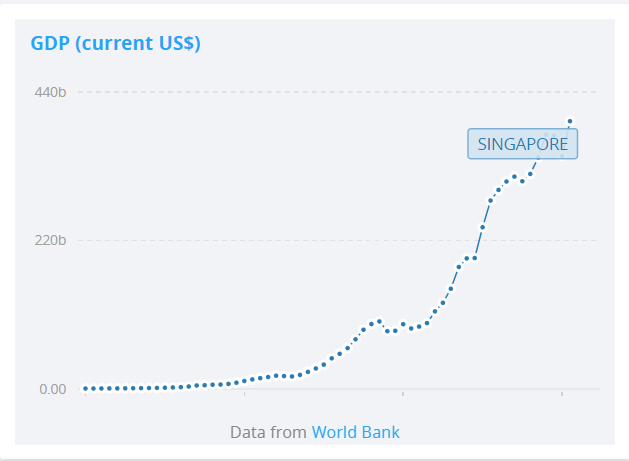 GDP (current US$)
440b
SINGAPORE
220b
0.00
Data from World Bank